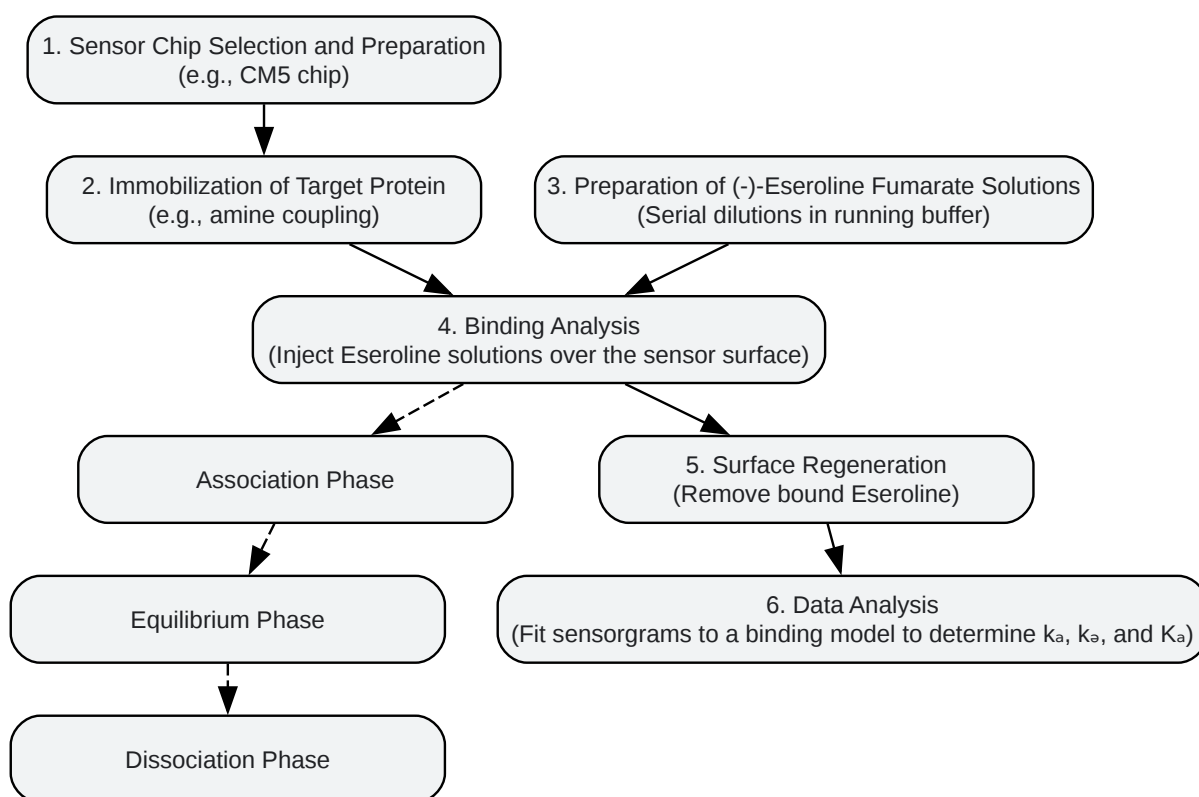 1. Sensor Chip Selection and Preparation
(e.g., CM5 chip)
2. Immobilization of Target Protein
(e.g., amine coupling)
3. Preparation of (-)-Eseroline Fumarate Solutions
(Serial dilutions in running buffer)
4. Binding Analysis
(Inject Eseroline solutions over the sensor surface)
Association Phase
5. Surface Regeneration
(Remove bound Eseroline)
Equilibrium Phase
6. Data Analysis
(Fit sensorgrams to a binding model to determine kₐ, kₔ, and Kₐ)
Dissociation Phase